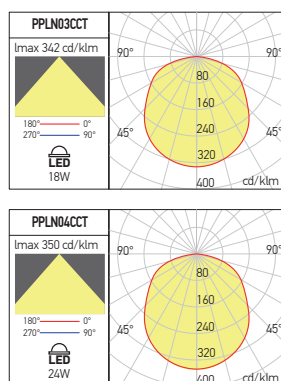 PPLN03CCT
Imax 342 cd/klm
180° 0°
270° 90°
LED
18W
90° 90°
80
160
45° 240 45°
320
400 cd/klm
PPLN04CCT
Imax 350 cd/klm
180° 0°
270° 90°
LED
24W
90° 90°
80
160
45° 240 45°
320
400 cd/klm